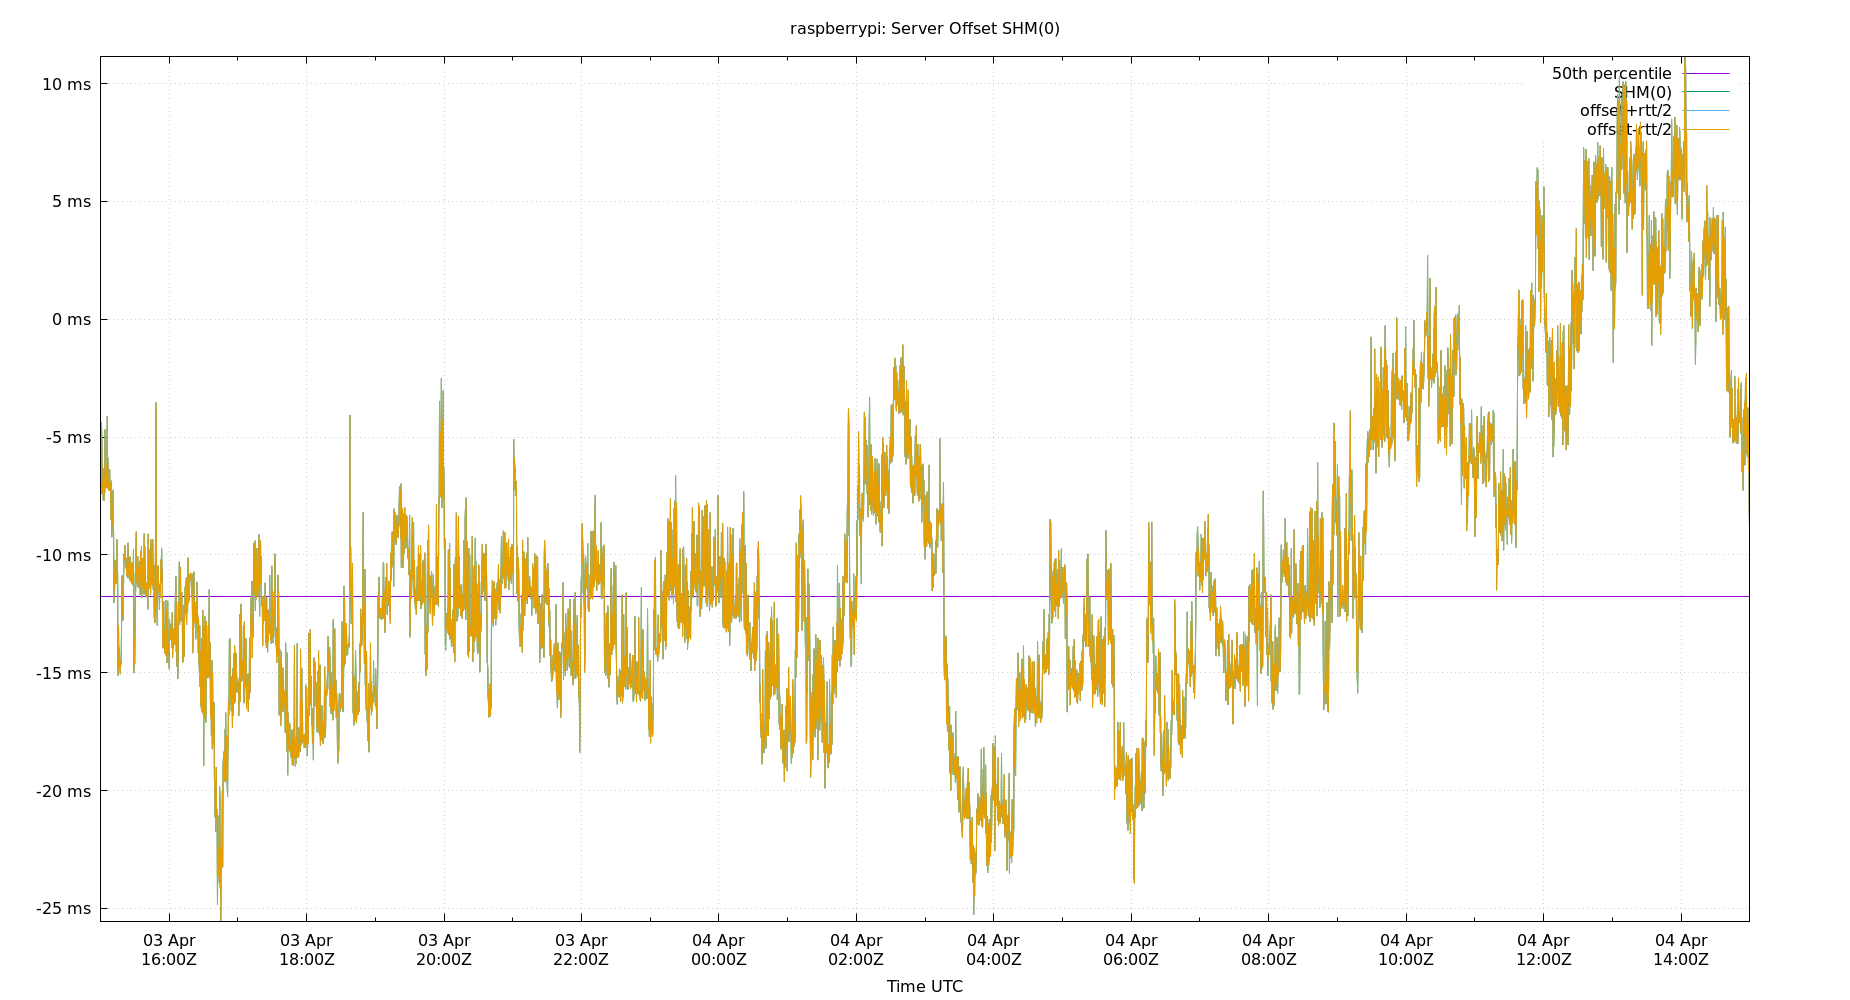 raspberrypi: Server Offset SHM(0)
50th percentile
SHM(0)
offset+rtt/2
offset-rtt/2
10 ms
5 ms
0 ms
-5 ms
-10 ms
-15 ms
-20 ms
-25 ms
03 Apr 03 Apr 03 Apr 03 Apr 04 Apr 04 Apr 04 Apr 04 Apr 04 Apr 04 Apr 04 Apr 04 Apr
16:00Z 18:00Z 20:00Z 22:00Z 00:00Z 02:00Z 04:00Z 06:00Z 08:00Z 10:00Z 12:00Z 14:00Z
Time UTC